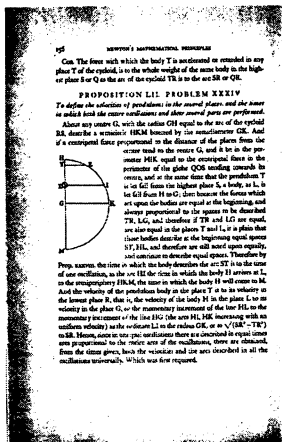 156 NEWTON'S MATHEMATICAL PRINCIPLES
Cor. The force with which the body T is accelerated or retarded in any
place T of the cycloid, is to the whole weight of the same body in the high-
est place S or Q as the arc of the cycloid TR is to the arc SR or QR.
PROPOSITION LII. PROBLEM XXXIV
To define the velocities of pendulums in the several places, and the times
in which both the entire oscillations and their several parts are performed.
About any centre G, with the radius GH equal to the arc of the cycloid
RS, describe a semicircle HKM bisected by the semidiameter GK. And
if a centripetal force proportional to the distance of the places from the
centre tend to the centre G, and it be in the per-
imeter HIK equal to the centripetal force in the
perimeter of the globe QOS tending towards its
centre, and at the same time that the pendulum T
is let fall from the highest place S, a body, as L, is
let fall from H to G; then because the forces which
act upon the bodies are equal at the beginning, and
always proportional to the spaces to be described
TR, LG, and therefore if TR and LG are equal,
are also equal in the places T and L, it is plain that
those bodies describe at the beginning equal spaces
ST, HL, and therefore are still acted upon equally,
and continue to describe equal spaces. Therefore by
Prop. XXXVIII, the time in which the body describes the arc ST is to the time
of one oscillation, as the arc HI the time in which the body H arrives at L,
to the semiperiphery HKM, the time in which the body H will come to M.
And the velocity of the pendulum body in the place T is to its velocity in
the lowest place R, that is, the velocity of the body H in the place L to its
velocity in the place G, or the momentary increment of the line HL to the
momentary increment of the line HG (the arcs HI, HK increasing with an
uniform velocity) as the ordinate LI to the radius GK, or as √(SR² − TR²)
to SR. Hence, since in unequal oscillations there are described in equal times
arcs proportional to the entire arcs of the oscillations, there are obtained,
from the times given, both the velocities and the arcs described in all the
oscillations universally. Which was first required.
H
L
I
G
K
M